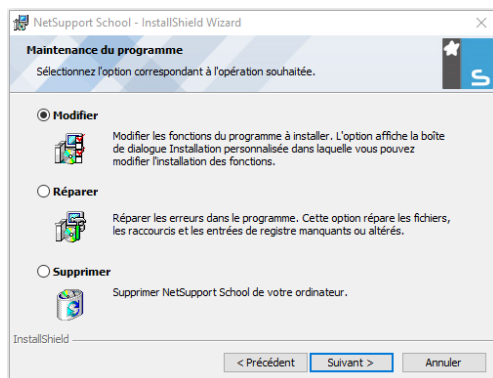 NetSupport School - InstallShield Wizard
Maintenance du programme
Sélectionnez l'option correspondant à l'opération souhaitée.
S
Modifier
Modifier les fonctions du programme à installer. L'option affiche la boîte
de dialogue Installation personnalisée dans laquelle vous pouvez
modifier l'installation des fonctions.
Réparer
Réparer les erreurs dans le programme. Cette option répare les fichiers,
les raccourcis et les entrées de registre manquants ou altérés.
Supprimer
Supprimer NetSupport School de votre ordinateur.
InstallShield
< Précédent
Suivant >
Annuler